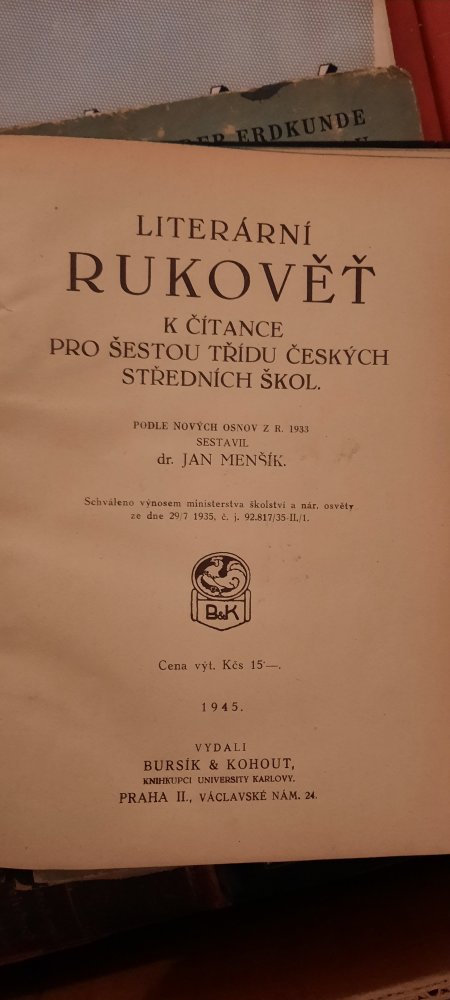 DER ERDKUNDE
LITERÁRNÍ
RUKOVĚŤ
K ČÍTANCE
PRO ŠESTOU TŘÍDU ČESKÝCH
STŘEDNÍCH ŠKOL.
PODLE NOVÝCH OSNOV Z R. 1933
SESTAVIL
dr. JAN MENŠÍK.
Schváleno výnosem ministerstva školství a nár. osvěty
ze dne 29/7 1935, č. j. 92.817/35-II./1.
B&K
Cena výt. Kčs 15·—.
1945.
VYDALI
BURSÍK & KOHOUT,
KNIHKUPCI UNIVERSITY KARLOVY.
PRAHA II., VÁCLAVSKÉ NÁM. 24.